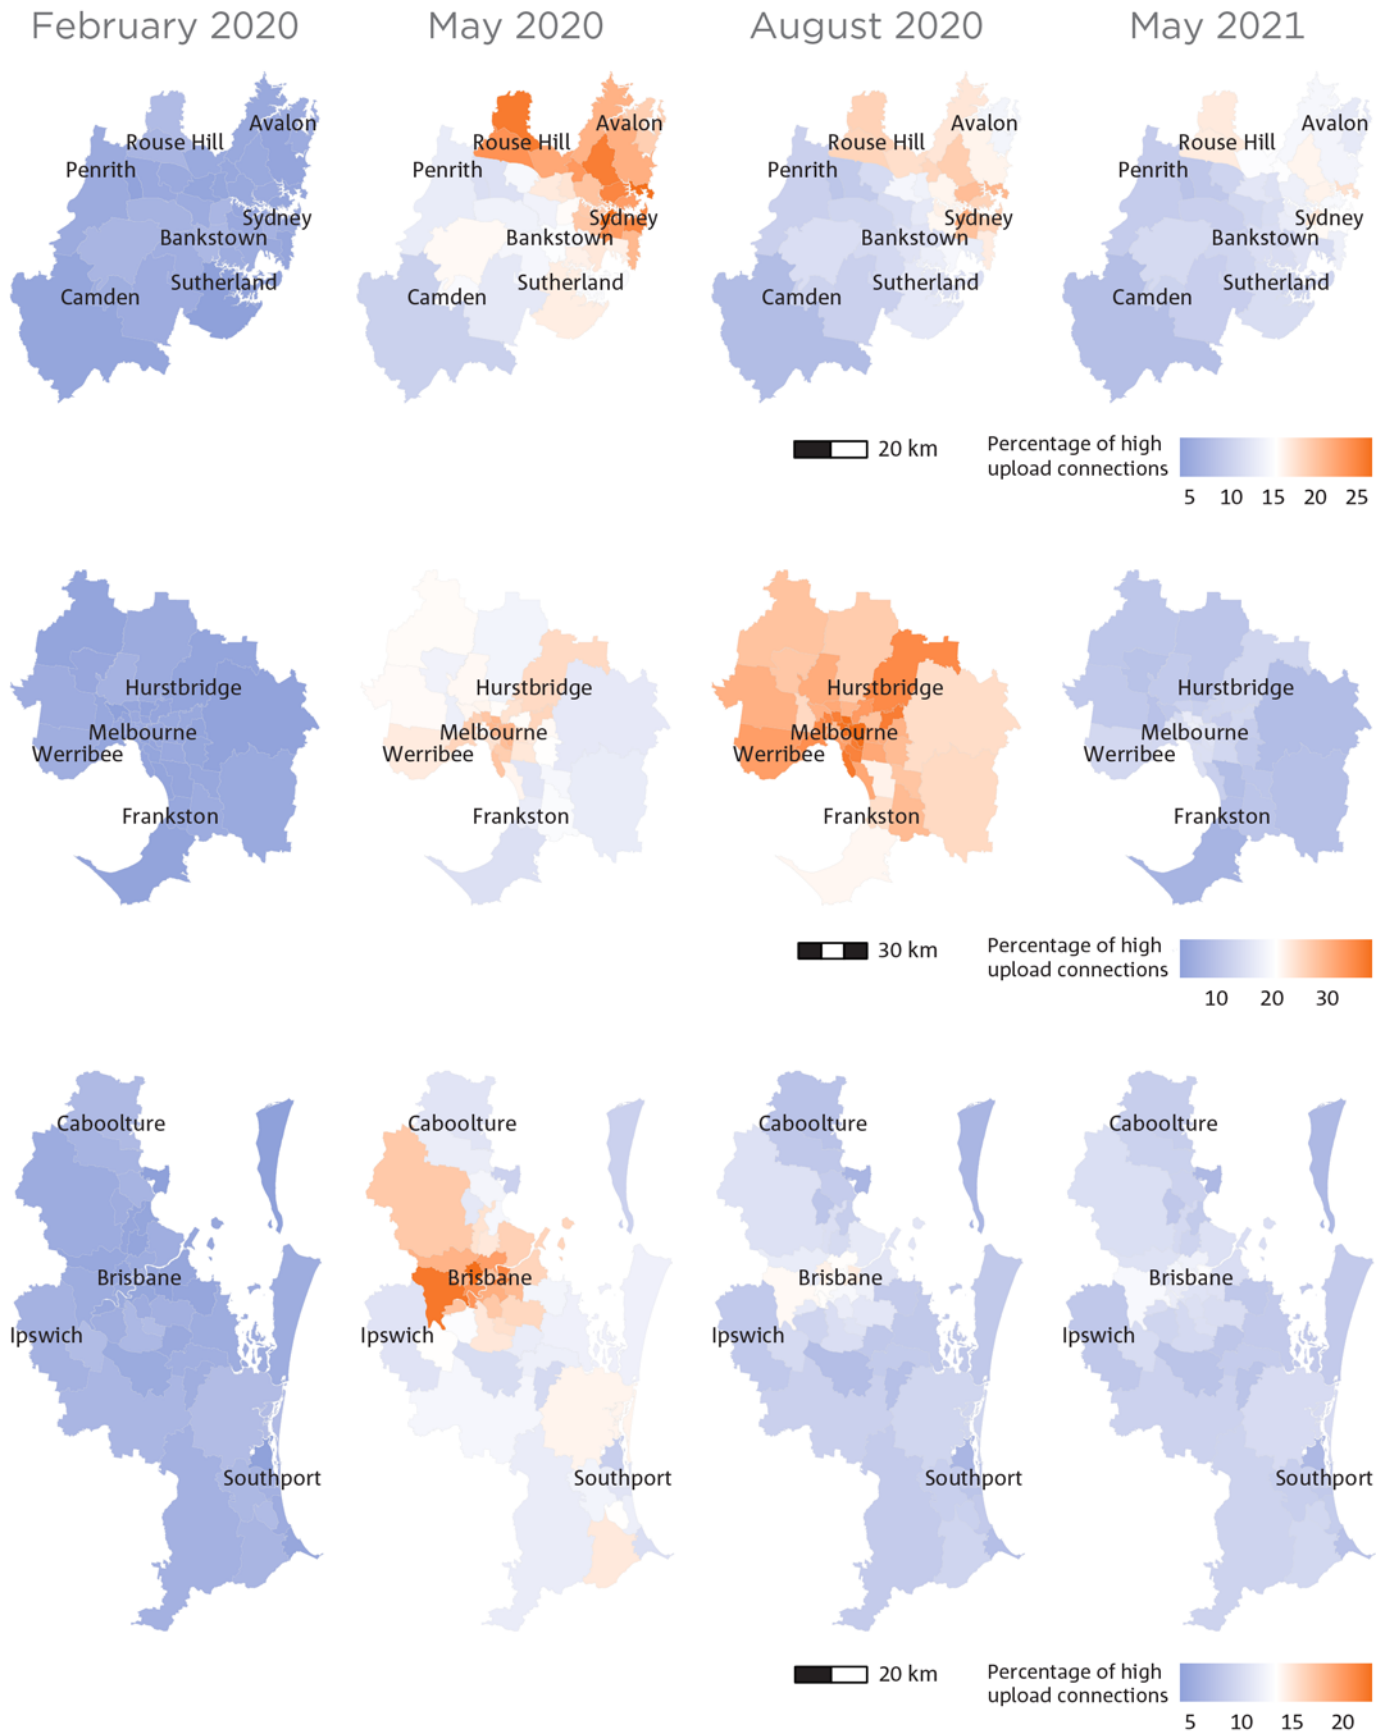 February 2020
May 2020
August 2020
May 2021
Avalon
Rouse Hill
Penrith
Sydney
Bankstown
Sutherland
Camden
Avalon
Rouse Hill
Penrith
Sydney
Bankstown
Sutherland
Camden
Avalon
Rouse Hill
Penrith
Sydney
Bankstown
Sutherland
Camden
Avalon
Rouse Hill
Penrith
Sydney
Bankstown
Sutherland
Camden
20 km
Percentage of high
upload connections
5 10 15 20 25
Hurstbridge
Melbourne
Werribee
Frankston
Hurstbridge
Melbourne
Werribee
Frankston
Hurstbridge
Melbourne
Werribee
Frankston
Hurstbridge
Melbourne
Werribee
Frankston
30 km
Percentage of high
upload connections
10 20 30
Caboolture
Brisbane
Ipswich
Southport
Caboolture
Brisbane
Ipswich
Southport
Caboolture
Brisbane
Ipswich
Southport
Caboolture
Brisbane
Ipswich
Southport
20 km
Percentage of high
upload connections
5 10 15 20